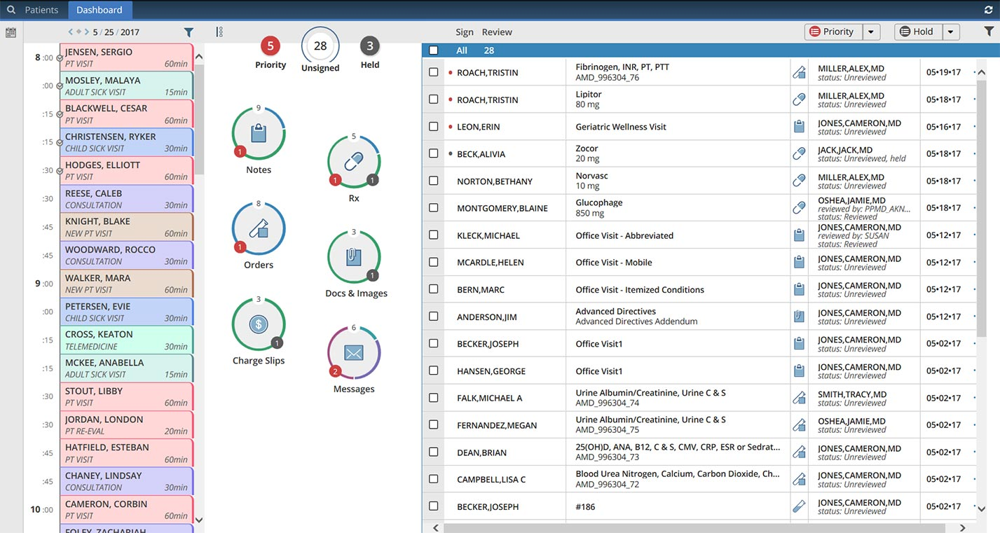 Patients Dashboard
5 / 25 / 2017
8 :00 JENSEN, SERGIO
PT VISIT 60min
:00 MOSLEY, MALAYA
ADULT SICK VISIT 15min
:15 BLACKWELL, CESAR
PT VISIT 60min
:15 CHRISTENSEN, RYKER
CHILD SICK VISIT 30min
:30 HODGES, ELLIOTT
PT VISIT 60min
:30 REESE, CALEB
CONSULTATION 30min
:45 KNIGHT, BLAKE
NEW PT VISIT 60min
:45 WOODWARD, ROCCO
CONSULTATION 30min
9 :00 WALKER, MARA
NEW PT VISIT 60min
:00 PETERSEN, EVIE
CHILD SICK VISIT 30min
:15 CROSS, KEATON
TELEMEDICINE 30min
:15 MCKEE, ANABELLA
ADULT SICK VISIT 15min
:30 STOUT, LIBBY
PT VISIT 60min
:30 JORDAN, LONDON
PT RE-EVAL 20min
:45 HATFIELD, ESTEBAN
PT VISIT 60min
:45 CHANEY, LINDSAY
CONSULTATION 30min
10 :00 CAMERON, CORBIN
PT VISIT 60min
FOLEY, ZACHARIAH
5 28 3
Priority Unsigned Held
9
1
Notes
5
1 1
Rx
8
1
Orders
3
1
Docs & Images
3
$
1
Charge Slips
6
2
Messages
Sign Review Priority Hold
All 28
ROACH,TRISTIN Fibrinogen, INR, PT, PTT MILLER,ALEX,MD 05•19•17
AMD_996304_76 status: Unreviewed
ROACH,TRISTIN Lipitor MILLER,ALEX,MD 05•18•17
80 mg status: Unreviewed
LEON,ERIN Geriatric Wellness Visit JONES,CAMERON,MD 05•16•17
status: Unreviewed
BECK,ALIVIA Zocor JACK,JACK,MD 05•18•17
20 mg status: Unreviewed, held
NORTON,BETHANY Norvasc MILLER,ALEX,MD 05•18•17
10 mg status: Unreviewed
MONTGOMERY,BLAINE Glucophage OSHEA,JAMIE,MD 05•18•17
850 mg reviewed by: PPMD_AKN...
status: Reviewed
KLECK,MICHAEL Office Visit - Abbreviated JONES,CAMERON,MD 05•12•17
reviewed by: SUSAN
status: Reviewed
MCARDLE,HELEN Office Visit - Mobile JONES,CAMERON,MD 05•12•17
status: Unreviewed
BERN,MARC Office Visit - Itemized Conditions JONES,CAMERON,MD 05•12•17
status: Unreviewed
ANDERSON,JIM Advanced Directives JONES,CAMERON,MD 05•12•17
Advanced Directives Addendum status: Unreviewed
BECKER,JOSEPH Office Visit1 JONES,CAMERON,MD 05•02•17
status: Unreviewed
HANSEN,GEORGE Office Visit1 JONES,CAMERON,MD 05•02•17
status: Unreviewed
FALK,MICHAEL A Urine Albumin/Creatinine, Urine C & S SMITH,TRACY,MD 05•02•17
AMD_996304_74 status: Unreviewed
FERNANDEZ,MEGAN Urine Albumin/Creatinine, Urine C & S OSHEA,JAMIE,MD 05•02•17
AMD_996304_75 status: Unreviewed
DEAN,BRIAN 25(OH)D, ANA, B12, C & S, CMV, CRP, ESR or Sedrat... JONES,CAMERON,MD 05•02•17
AMD_996304_73 status: Unreviewed
CAMPBELL,LISA C Blood Urea Nitrogen, Calcium, Carbon Dioxide, Ch... JONES,CAMERON,MD 05•02•17
AMD_996304_72 status: Unreviewed
BECKER,JOSEPH #186 JONES,CAMERON,MD 05•02•17
status: Unreviewed